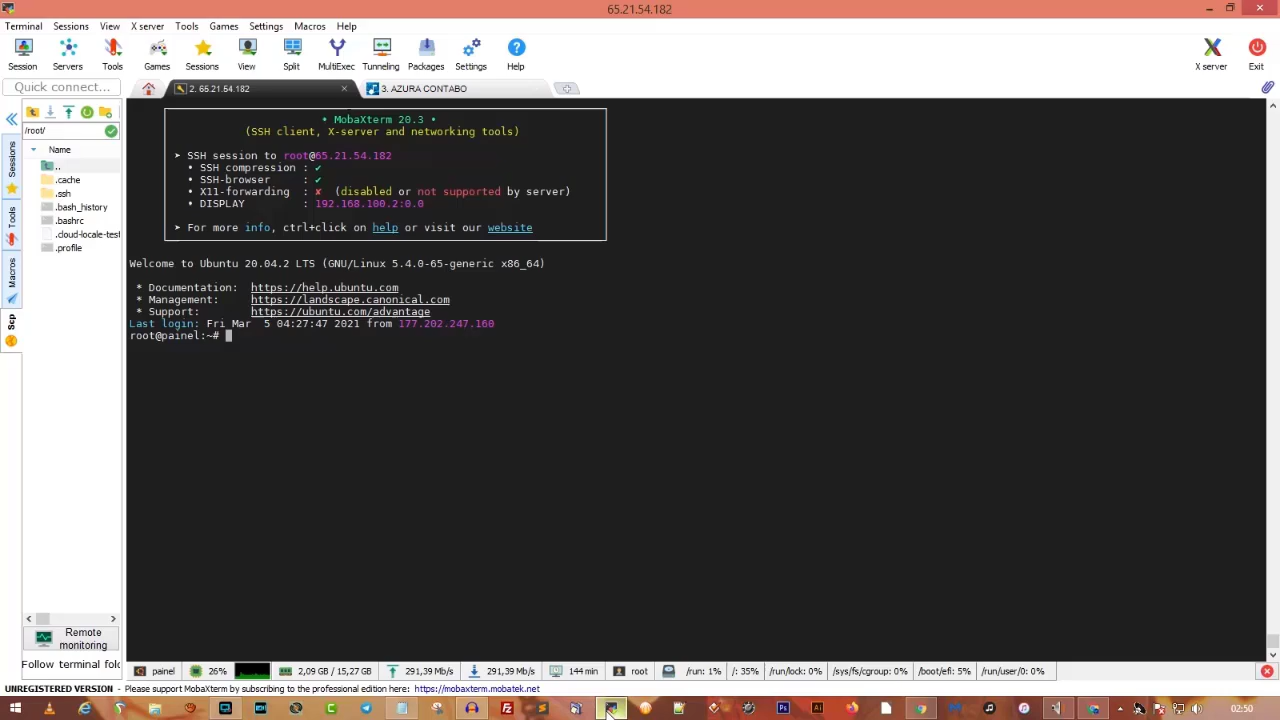 65.21.54.182
Terminal Sessions View X server Tools Games Settings Macros Help
Session Servers Tools Games Sessions View Split MultiExec Tunneling Packages Settings Help X server Exit
Quick connect...
2. 65.21.54.182
3. AZURA CONTABO
/root/
Name
..
.cache
.ssh
.bash_history
.bashrc
.cloud-locale-test
.profile
Sessions
Tools
Macros
Scp
• MobaXterm 20.3 •
(SSH client, X-server and networking tools)
➤ SSH session to root@65.21.54.182
• SSH compression : ✔
• SSH-browser : ✔
• X11-forwarding : ✘ (disabled or not supported by server)
• DISPLAY : 192.168.100.2:0.0
➤ For more info, ctrl+click on help or visit our website
Welcome to Ubuntu 20.04.2 LTS (GNU/Linux 5.4.0-65-generic x86_64)
* Documentation: https://help.ubuntu.com
* Management: https://landscape.canonical.com
* Support: https://ubuntu.com/advantage
Last login: Fri Mar 5 04:27:47 2021 from 177.202.247.160
root@painel:~#
Remote monitoring
Follow terminal fold
painel 26% 2,09 GB / 15,27 GB 291,39 Mb/s 291,39 Mb/s 144 min root /run: 1% /: 35% /run/lock: 0% /sys/fs/cgroup: 0% /boot/efi: 5% /run/user/0: 0%
UNREGISTERED VERSION - Please support MobaXterm by subscribing to the professional edition here: https://mobaxterm.mobatek.net
02:50